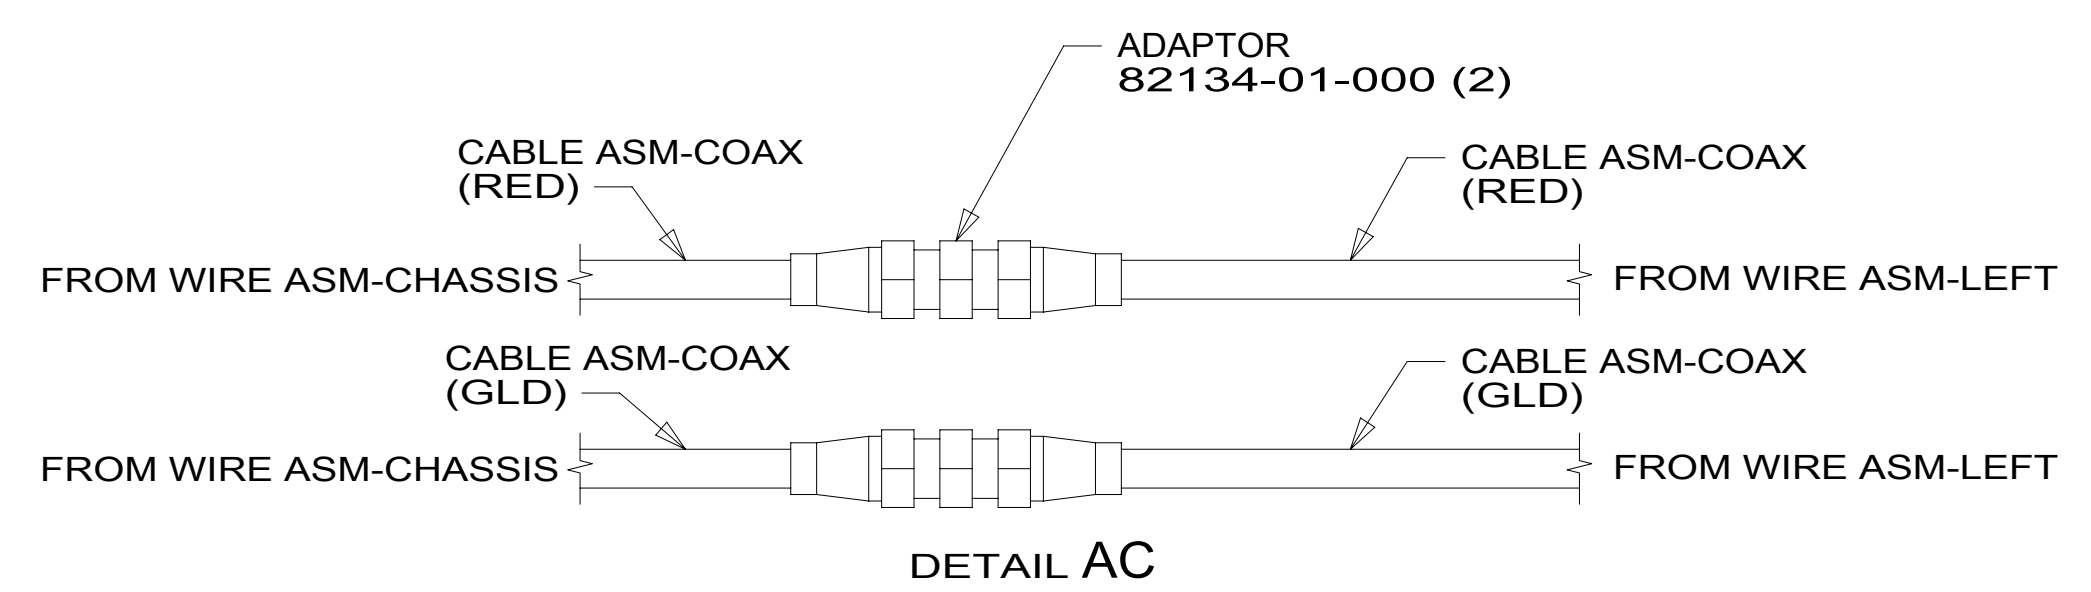 ADAPTOR
82134-01-000 (2)
CABLE ASM-COAX
(RED)
CABLE ASM-COAX
(RED)
FROM WIRE ASM-CHASSIS
FROM WIRE ASM-LEFT
CABLE ASM-COAX
(GLD)
CABLE ASM-COAX
(GLD)
FROM WIRE ASM-CHASSIS
FROM WIRE ASM-LEFT
DETAIL AC